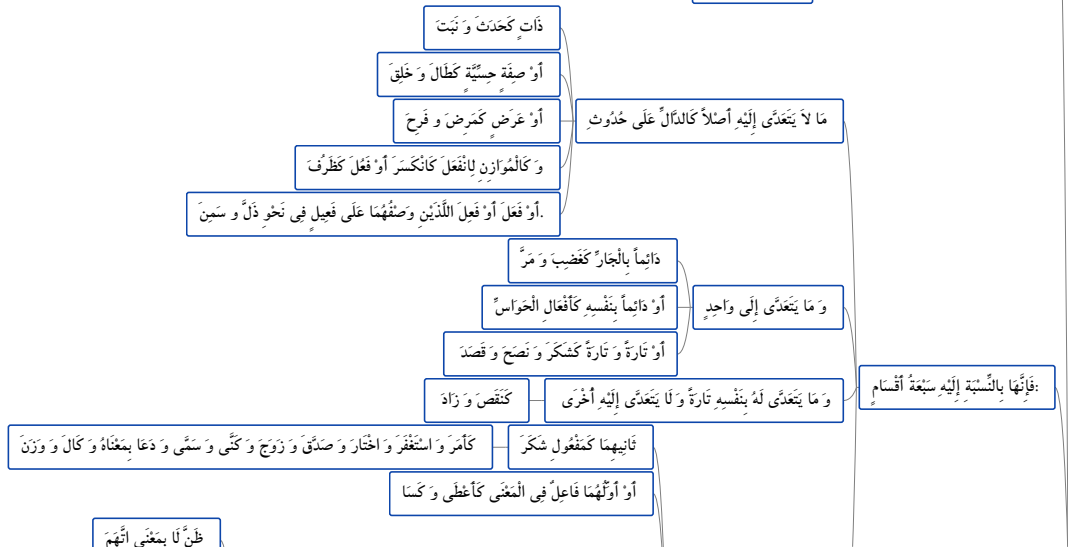 فَإِنَّهَا بِالنِّسْبَةِ إِلَيْهِ سَبْعَةُ أَقْسَامٍ:
مَا لاَ يَتَعَدَّى إِلَيْهِ أَصْلاً كَالدَّالِّ عَلَى حُدُوثِ
ذَاتٍ كَحَدَثَ وَ نَبَتَ
أَوْ صِفَةٍ حِسِّيَّةٍ كَطَالَ وَ خَلِقَ
أَوْ عَرَضٍ كَمَرِضَ و فَرِحَ
وَ كَالْمُوَازِنِ لِانْفَعَلَ كَانْكَسَرَ أَوْ فَعُلَ كَظَرُفَ
أَوْ فَعَلَ أَوْ فَعِلَ اللَّذَيْنِ وَصْفُهُمَا عَلَى فَعِيلٍ فِى نَحْوِ ذَلَّ و سَمِنَ.
وَ مَا يَتَعَدَّى إِلَى وَاحِدٍ
دَائِماً بِالْجَارِّ كَغَضِبَ وَ مَرَّ
أَوْ دَائِماً بِنَفْسِهِ كَأَفْعَالِ الْحَوَاسِّ
أَوْ تَارَةً وَ تَارَةً كَشَكَرَ وَ نَصَحَ وَ قَصَدَ
وَ مَا يَتَعَدَّى لَهُ بِنَفْسِهِ تَارَةً وَ لَا يَتَعَدَّى إِلَيْهِ أُخْرَى
كَنَقَصَ وَ زَادَ
ثَانِيهِمَا كَمَفْعُولِ شَكَرَ
كَأَمَرَ وَ اسْتَغْفَرَ وَ اخْتَارَ وَ صَدَّقَ وَ زَوَجَ وَ كَنَّى وَ سَمَّى وَ دَعَا بِمَعْنَاهُ وَ كَالَ وَ وَزَنَ
أَوْ أَوَّلُهُمَا فَاعِلٌ فِى الْمَعْنَى كَأَعْطَى وَ كَسَا
ظَنَّ لَا بِمَعْنَى اتَّهَمَ